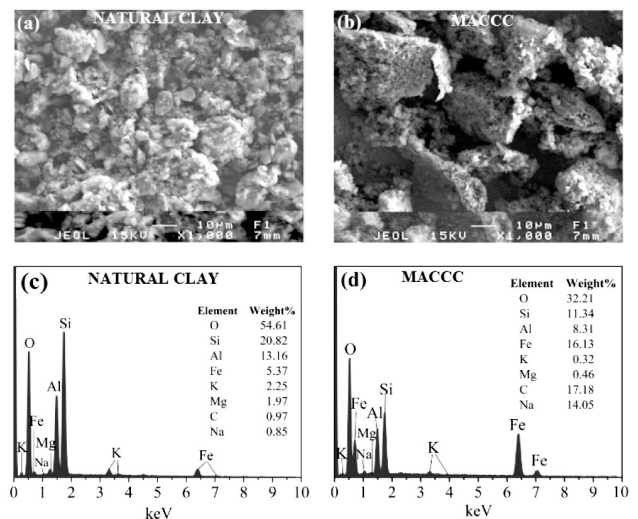 (a) NATURAL CLAY
10μm F1
JEOL 15KV X1,000 7mm
(b) MACCC
10μm F1
JEOL 15KV X1,000 7mm
(c) NATURAL CLAY
Element Weight%
O 54.61
Si 20.82
Al 13.16
Fe 5.37
K 2.25
Mg 1.97
C 0.97
Na 0.85
Si
O
Al
Fe
Mg
K Na
K
Fe
0 1 2 3 4 5 6 7 8 9 10
keV
(d) MACCC
Element Weight%
O 32.21
Si 11.34
Al 8.31
Fe 16.13
K 0.32
Mg 0.46
C 17.18
Na 14.05
O
Si
Fe Al
Mg
K Na
K
Fe
Fe
0 1 2 3 4 5 6 7 8 9 10
keV